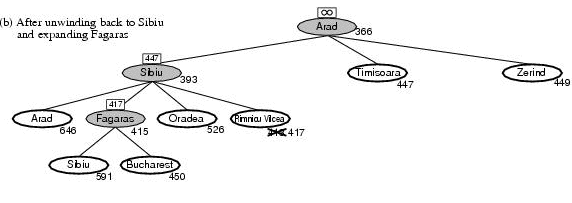 (b) After unwinding back to Sibiu
and expanding Fagaras
∞
Arad 366
447
Sibiu 393
Timisoara 447
Zerind 449
Arad 646
417
Fagaras 415
Oradea 526
Rimnicu Vilcea 417
Sibiu 591
Bucharest 450